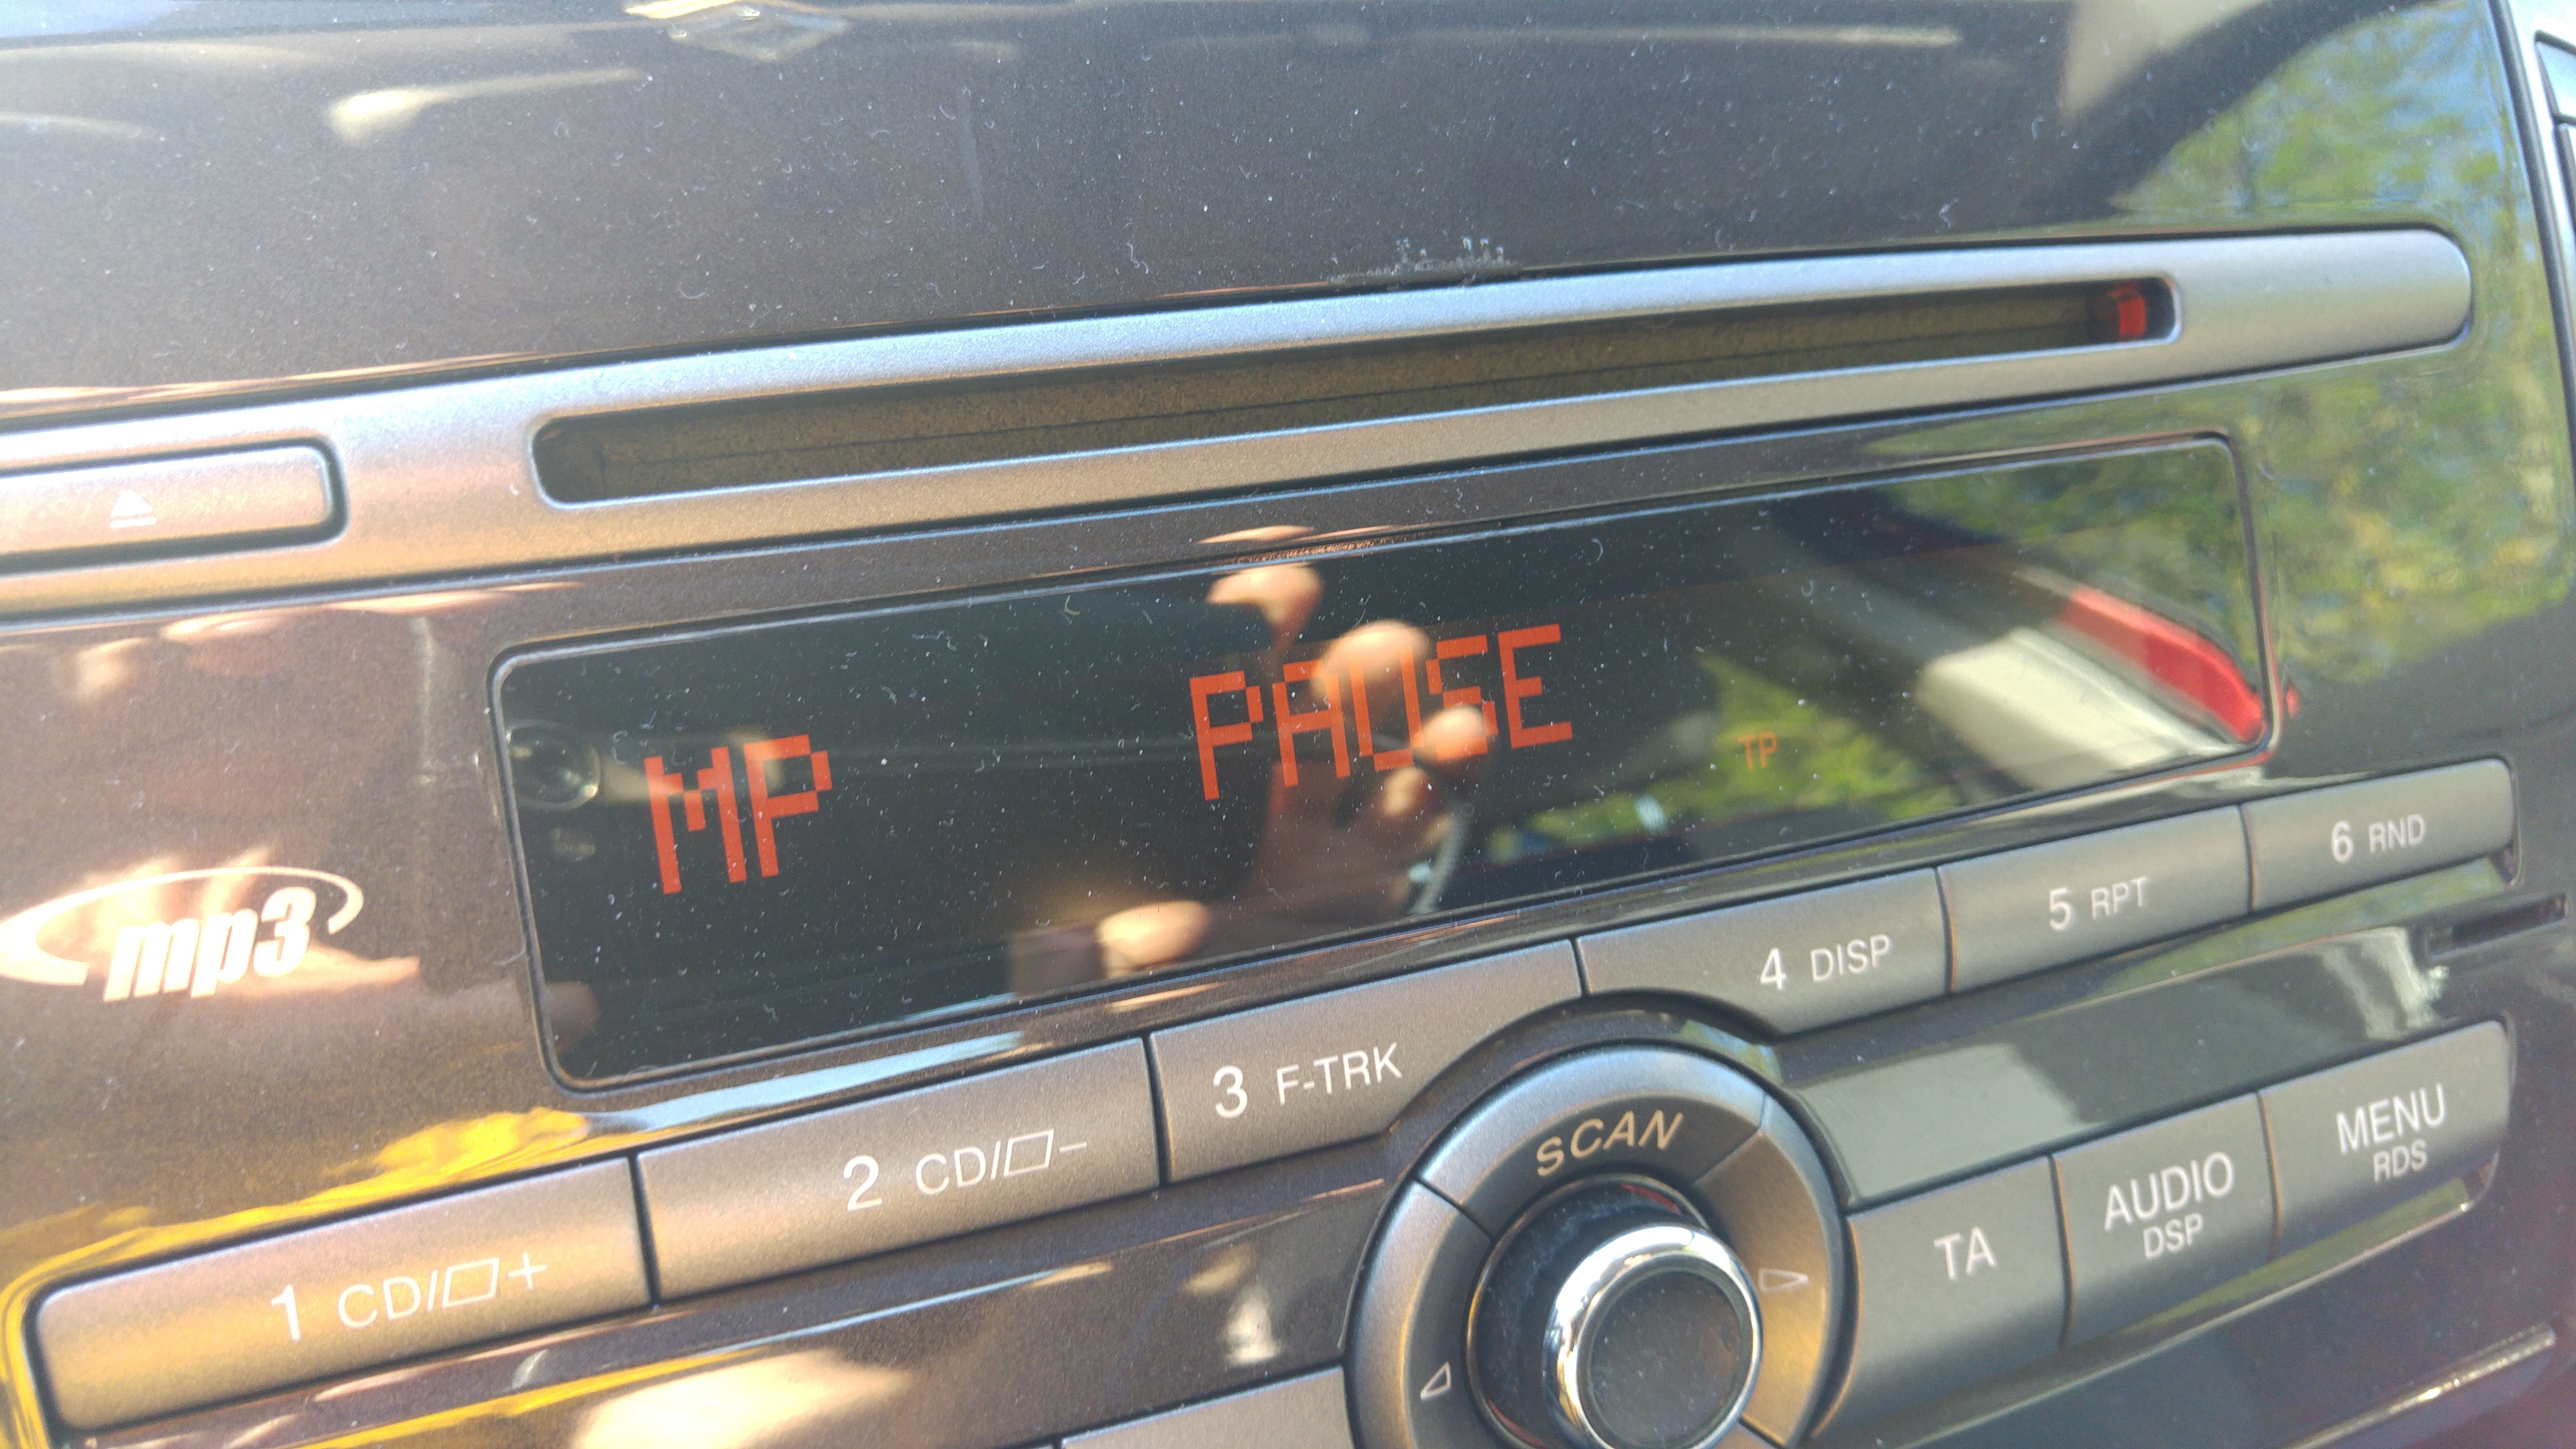 MP PAUSE TP
mp3
1 CD/▱+ 2 CD/▱− 3 F-TRK 4 DISP 5 RPT 6 RND
SCAN
TA
AUDIO
DSP
MENU
RDS